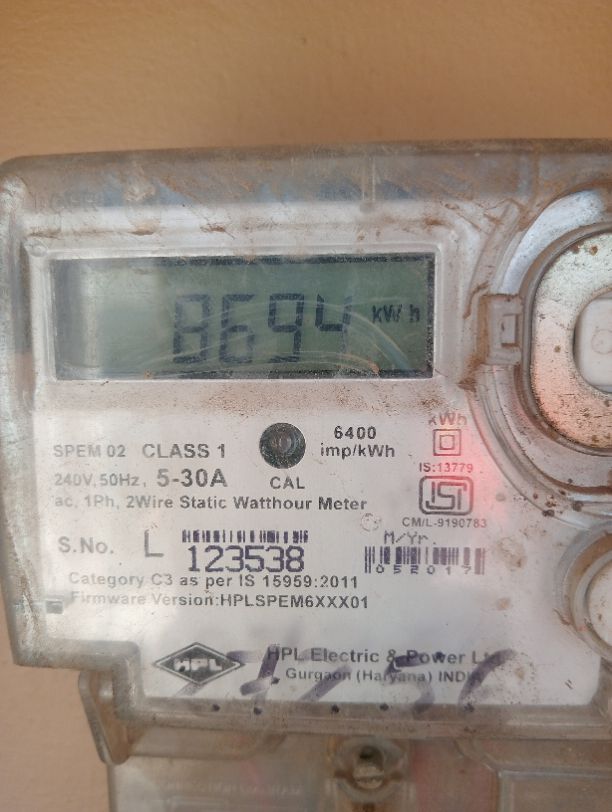 8694 kWh
6400
imp/kWh
kWh
SPEM 02 CLASS 1
240V, 50Hz, 5-30A
CAL
IS:13779
ISI
ac, 1Ph, 2Wire Static Watthour Meter
CM/L-9190783
S.No. L 123538
M/Yr.
052017
Category C3 as per IS 15959:2011
Firmware Version:HPLSPEM6XXX01
HPL
HPL Electric & Power Lt
Gurgaon (Haryana) INDIA